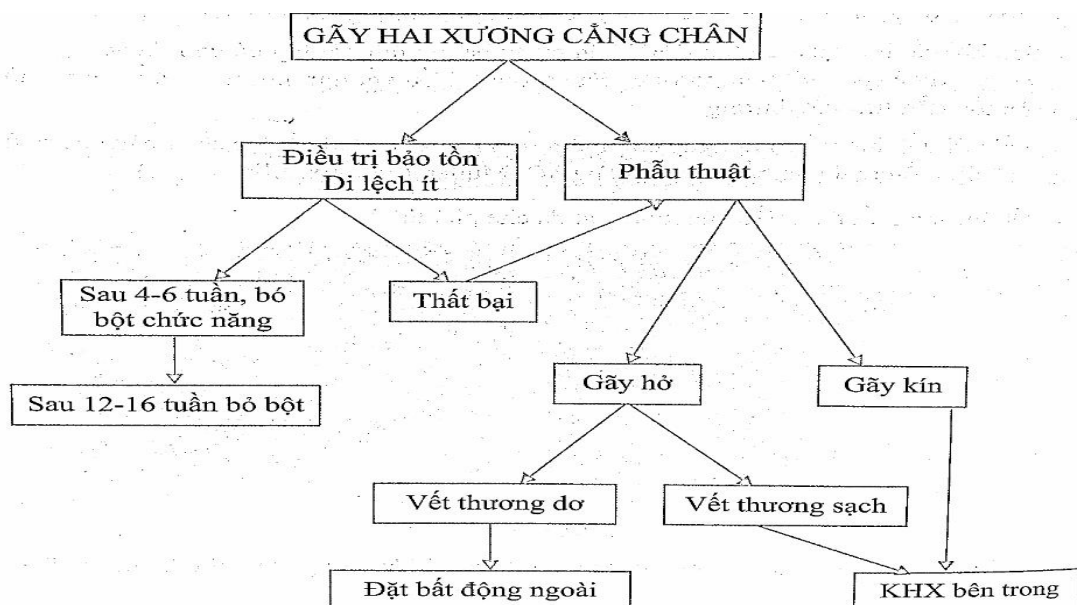 GÃY HAI XƯƠNG CẲNG CHÂN
Điều trị bảo tồn
Di lệch ít
Phẫu thuật
Sau 4-6 tuần, bó
bột chức năng
Thất bại
Sau 12-16 tuần bỏ bột
Gãy hở
Gãy kín
Vết thương dơ
Vết thương sạch
Đặt bất động ngoài
KHX bên trong